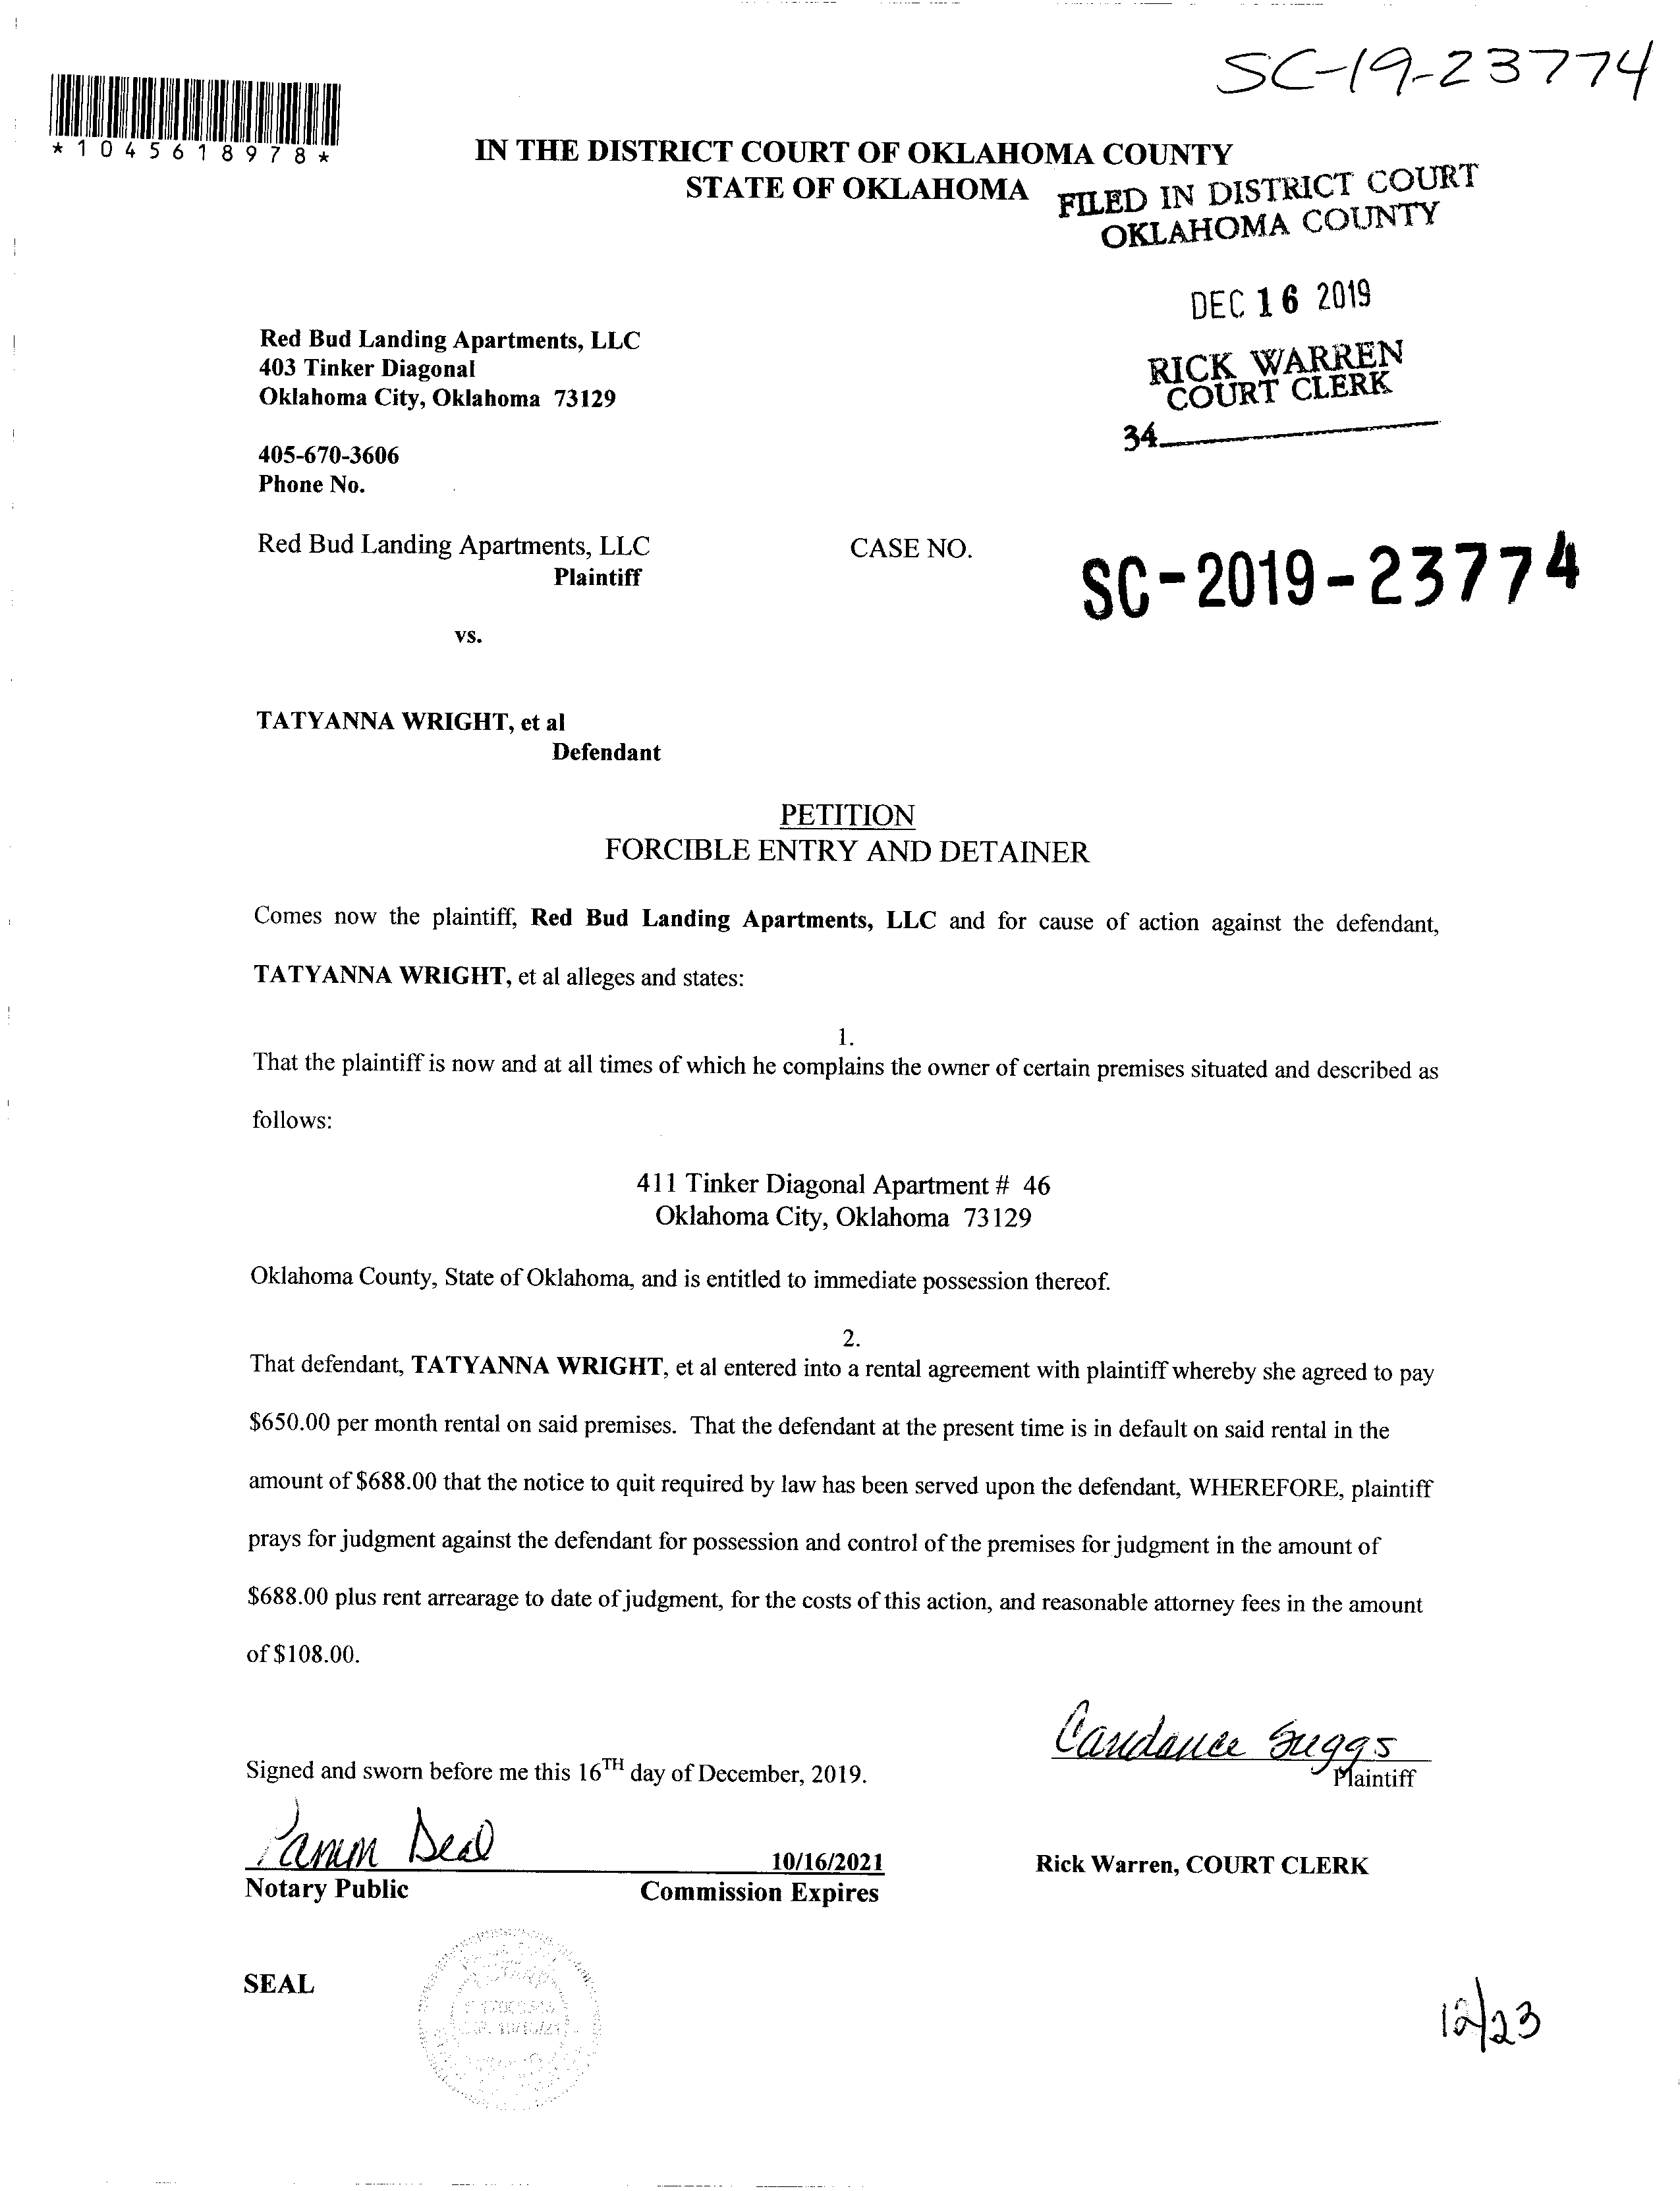 SC-19-23774
*1045618978*
IN THE DISTRICT COURT OF OKLAHOMA COUNTY
STATE OF OKLAHOMA
FILED IN DISTRICT COURT
OKLAHOMA COUNTY
DEC 16 2019
RICK WARREN
COURT CLERK
34
Red Bud Landing Apartments, LLC
403 Tinker Diagonal
Oklahoma City, Oklahoma 73129
405-670-3606
Phone No.
Red Bud Landing Apartments, LLC
Plaintiff
CASE NO.
SC-2019-23774
vs.
TATYANNA WRIGHT, et al
Defendant
PETITION
FORCIBLE ENTRY AND DETAINER
Comes now the plaintiff, Red Bud Landing Apartments, LLC and for cause of action against the defendant,
TATYANNA WRIGHT, et al alleges and states:
1.
That the plaintiff is now and at all times of which he complains the owner of certain premises situated and described as
follows:
411 Tinker Diagonal Apartment # 46
Oklahoma City, Oklahoma 73129
Oklahoma County, State of Oklahoma, and is entitled to immediate possession thereof.
2.
That defendant, TATYANNA WRIGHT, et al entered into a rental agreement with plaintiff whereby she agreed to pay
$650.00 per month rental on said premises. That the defendant at the present time is in default on said rental in the
amount of $688.00 that the notice to quit required by law has been served upon the defendant, WHEREFORE, plaintiff
prays for judgment against the defendant for possession and control of the premises for judgment in the amount of
$688.00 plus rent arrearage to date of judgment, for the costs of this action, and reasonable attorney fees in the amount
of $108.00.
Candance Suggs
Plaintiff
Signed and sworn before me this 16TH day of December, 2019.
Pamm Deal
10/16/2021
Notary Public
Commission Expires
Rick Warren, COURT CLERK
SEAL
12/23